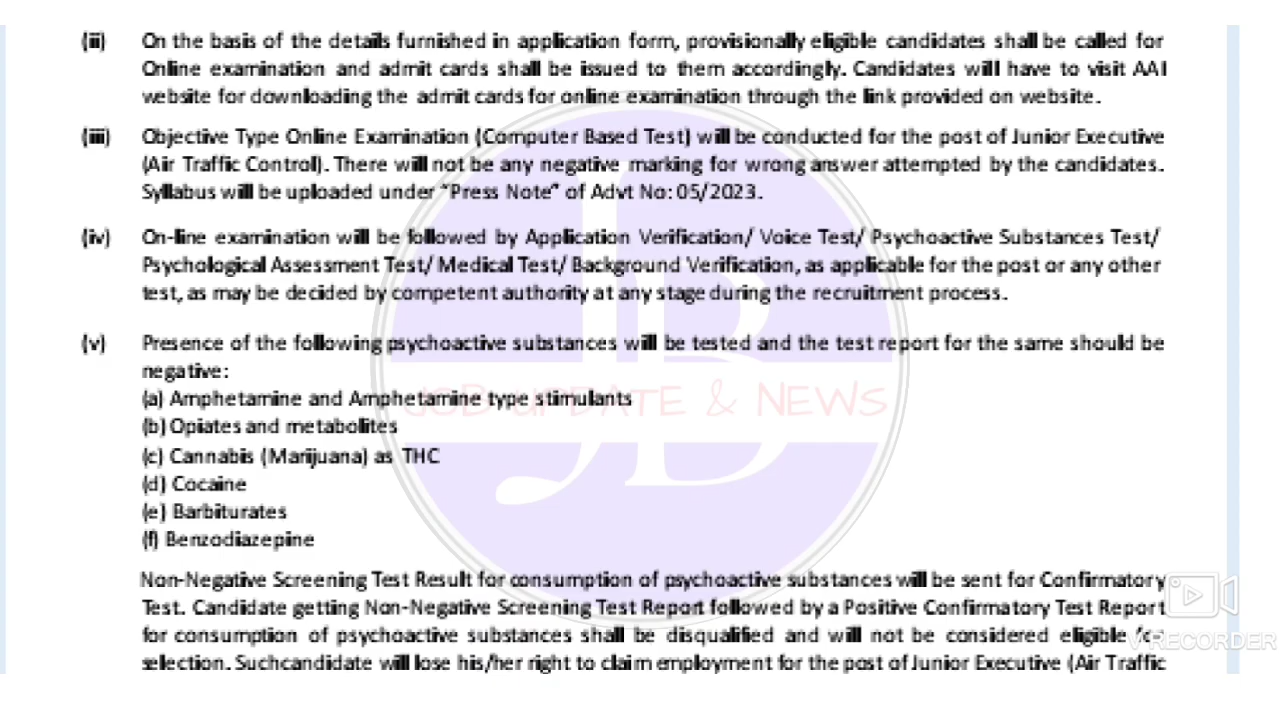 (ii) On the basis of the details furnished in application form, provisionally eligible candidates shall be called for
Online examination and admit cards shall be issued to them accordingly. Candidates will have to visit AAI
website for downloading the admit cards for online examination through the link provided on website.
(iii) Objective Type Online Examination (Computer Based Test) will be conducted for the post of Junior Executive
(Air Traffic Control). There will not be any negative marking for wrong answer attempted by the candidates.
Syllabus will be uploaded under “Press Note” of Advt No: 05/2023.
(iv) On-line examination will be followed by Application Verification/ Voice Test/ Psychoactive Substances Test/
Psychological Assessment Test/ Medical Test/ Background Verification, as applicable for the post or any other
test, as may be decided by competent authority at any stage during the recruitment process.
(v) Presence of the following psychoactive substances will be tested and the test report for the same should be
negative:
(a) Amphetamine and Amphetamine type stimulants
JSB UPDATE & NEWS
(b) Opiates and metabolites
(c) Cannabis (Marijuana) as THC
(d) Cocaine
(e) Barbiturates
(f) Benzodiazepine
Non-Negative Screening Test Result for consumption of psychoactive substances will be sent for Confirmatory
Test. Candidate getting Non-Negative Screening Test Report followed by a Positive Confirmatory Test Report
for consumption of psychoactive substances shall be disqualified and will not be considered eligible for
V RECORDER
selection. Such candidate will lose his/her right to claim employment for the post of Junior Executive (Air Traffic